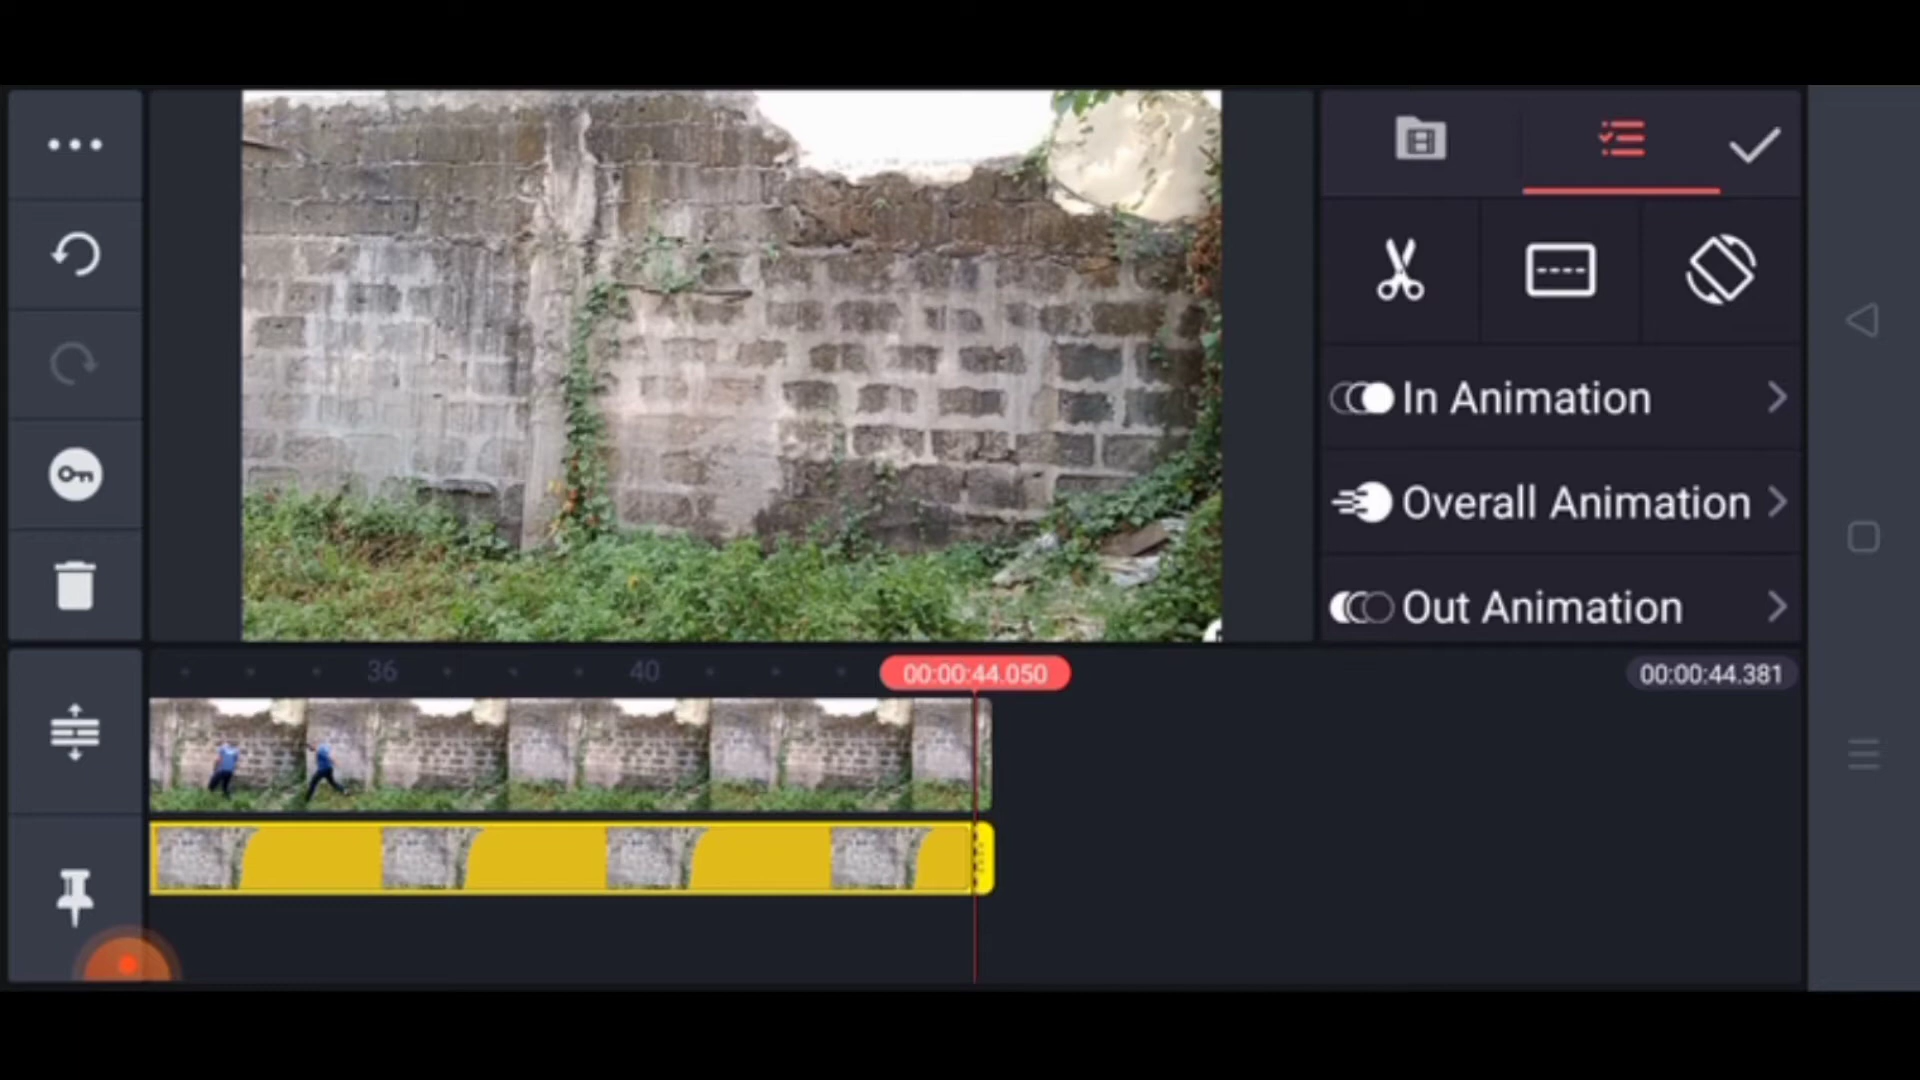 In Animation
Overall Animation
Out Animation
36
40
00:00:44.050
00:00:44.381